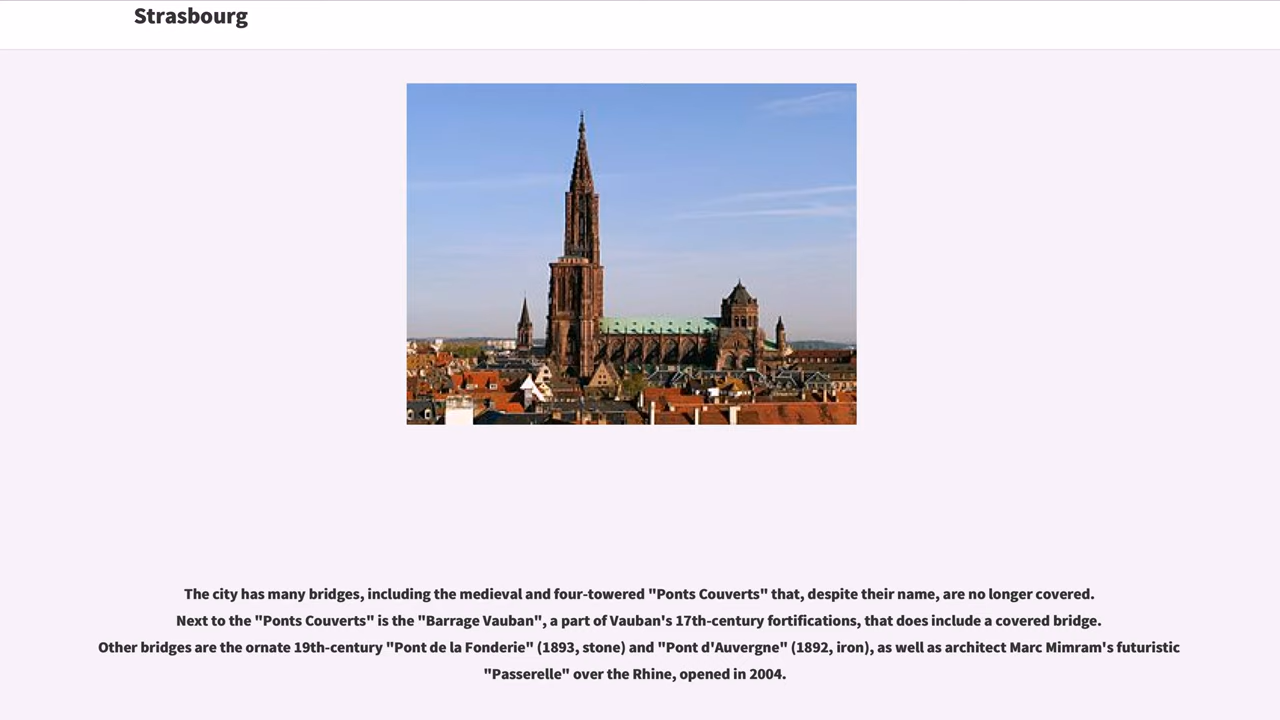 Strasbourg
The city has many bridges, including the medieval and four-towered "Ponts Couverts" that, despite their name, are no longer covered.
Next to the "Ponts Couverts" is the "Barrage Vauban", a part of Vauban's 17th-century fortifications, that does include a covered bridge.
Other bridges are the ornate 19th-century "Pont de la Fonderie" (1893, stone) and "Pont d'Auvergne" (1892, iron), as well as architect Marc Mimram's futuristic
"Passerelle" over the Rhine, opened in 2004.